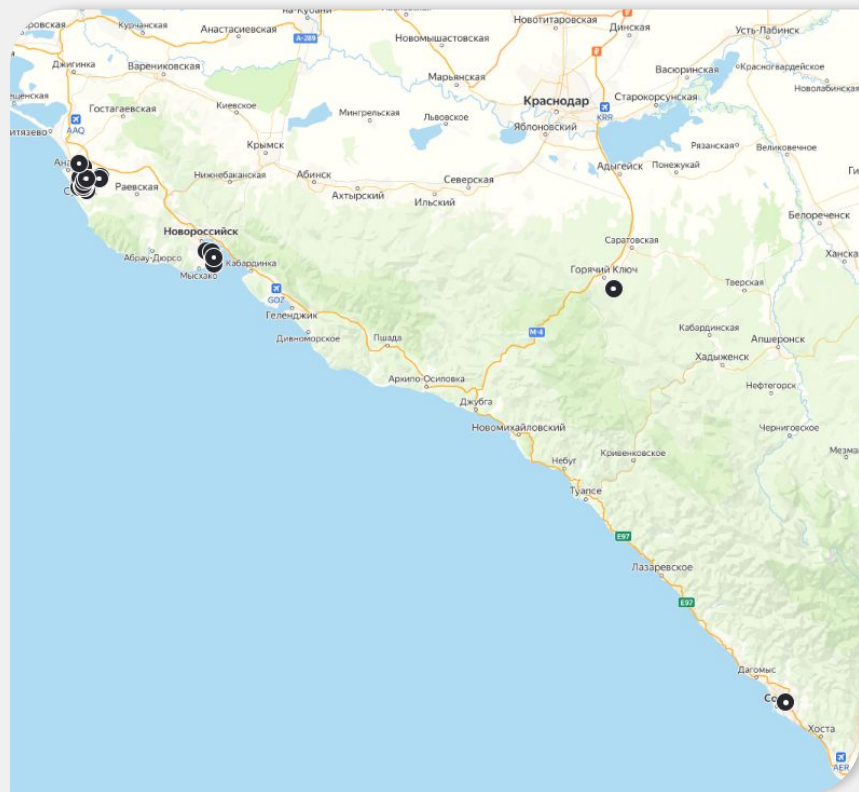 на-Кубани
Курчанская
Анастасиевская
А-289
Новотитаровская
Динская
Усть-Лабинск
Новомышастовская
Джигинка
Варениковская
Марьянская
Васюринская
Красногвардейское
Новолабинская
Гостагаевская
Киевское
Краснодар
Старокорсунская
AAQ
KRR
Мингрельская
Львовское
Яблоновский
Крымск
Рязанская
Великовечное
Нижнебаканская
Абинск
Северская
Адыгейск
Понежукай
Раевская
Ахтырский
Ильский
Белореченск
Новороссийск
Саратовская
Абрау-Дюрсо
Кабардинка
Мысхако
Горячий Ключ
Тверская
GDZ
Геленджик
Дивноморское
Пшада
М-4
Кабардинская
Апшеронск
Хадыженск
Архипо-Осиповка
Нефтегорск
Джубга
Новомихайловский
Черниговское
Кривенковское
Небуг
Туапсе
E97
Лазаревское
E97
Дагомыс
Хоста
AER